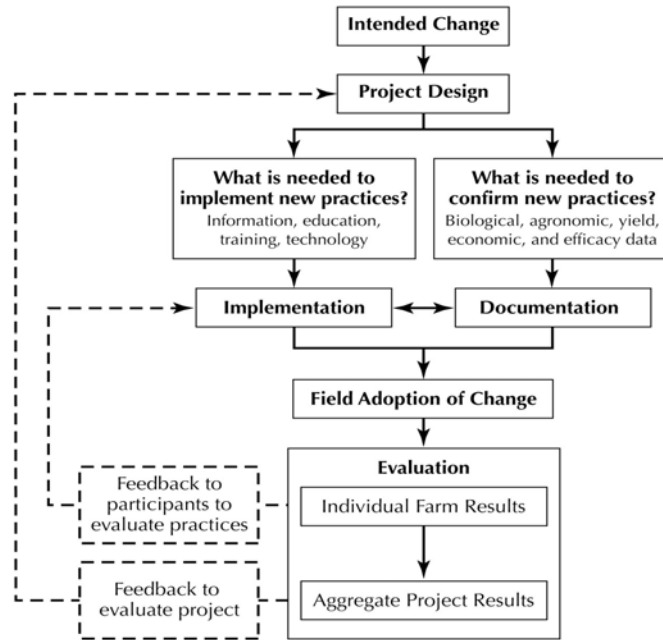 Intended Change
Project Design
What is needed to
implement new practices?
Information, education,
training, technology
What is needed to
confirm new practices?
Biological, agronomic, yield,
economic, and efficacy data
Implementation
Documentation
Field Adoption of Change
Evaluation
Feedback to
participants to
evaluate practices
Individual Farm Results
Feedback to
evaluate project
Aggregate Project Results